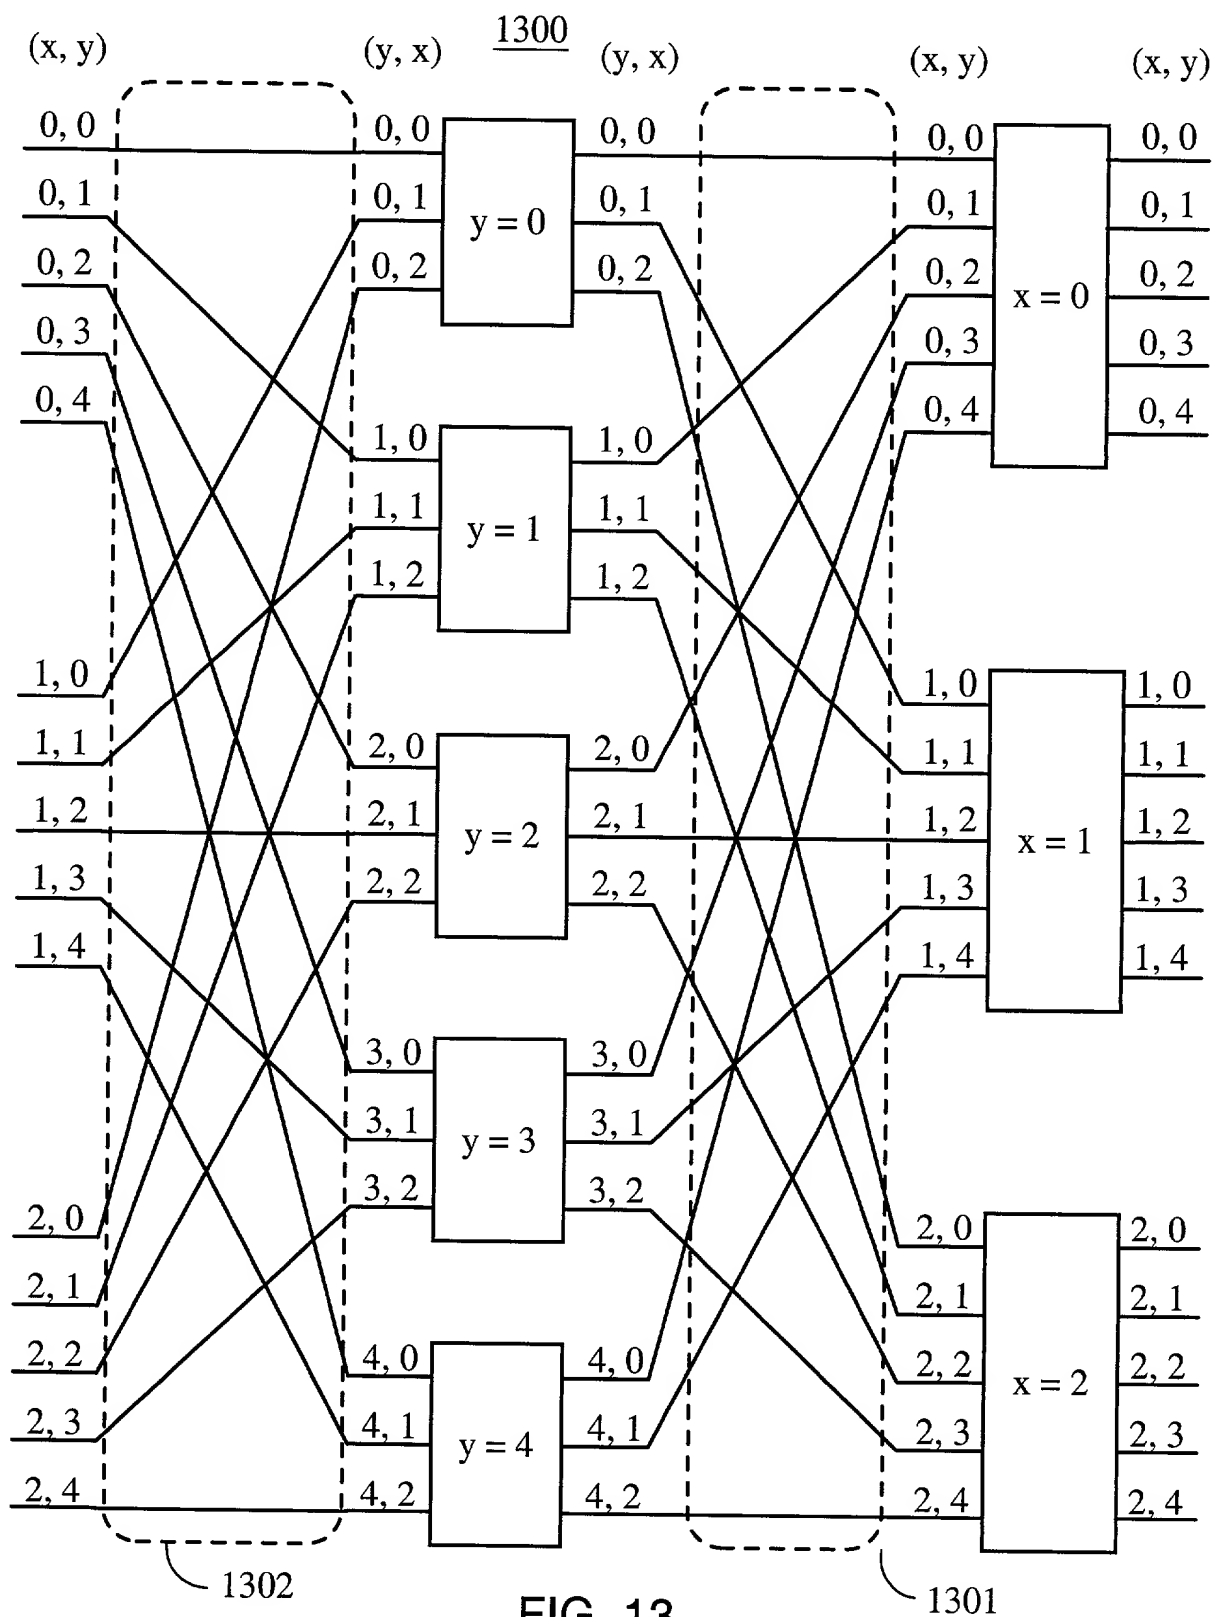 1300
(x, y) (y, x) (y, x) (x, y) (x, y)
0, 0 0, 0 0, 0 0, 0 0, 0
0, 1 0, 1 y = 0 0, 1 0, 1 0, 1
0, 2 0, 2 0, 2 0, 2 x = 0 0, 2
0, 3 0, 3 0, 3
0, 4 1, 0 1, 0 0, 4 0, 4
1, 1 y = 1 1, 1
1, 2 1, 2
1, 0 1, 0 1, 0
1, 1 2, 0 2, 0 1, 1 1, 1
1, 2 2, 1 y = 2 2, 1 1, 2 x = 1 1, 2
1, 3 2, 2 2, 2 1, 3 1, 3
1, 4 1, 4 1, 4
3, 0 3, 0
3, 1 y = 3 3, 1
3, 2 3, 2
2, 0 2, 0 2, 0
2, 1 2, 1 2, 1
2, 2 4, 0 4, 0 2, 2 x = 2 2, 2
2, 3 4, 1 y = 4 4, 1 2, 3 2, 3
2, 4 4, 2 4, 2 2, 4 2, 4
1302 1301
FIG. 13